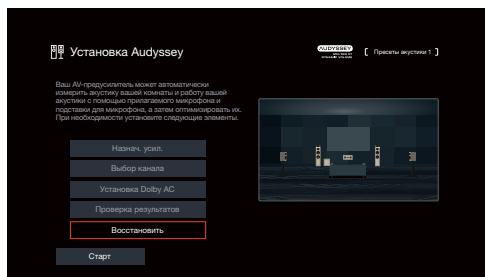 Установка Audyssey
AUDYSSEY
[ Пресеты акустики 1 ]
Ваш AV-предусилитель может автоматически
измерить акустику вашей комнаты и работу вашей
акустики с помощью прилагаемого микрофона и
подставки для микрофона, а затем оптимизировать их.
При необходимости установите следующие элементы.
Назнач. усил.
Выбор канала
Установка Dolby AC
Проверка результатов
Восстановить
Старт